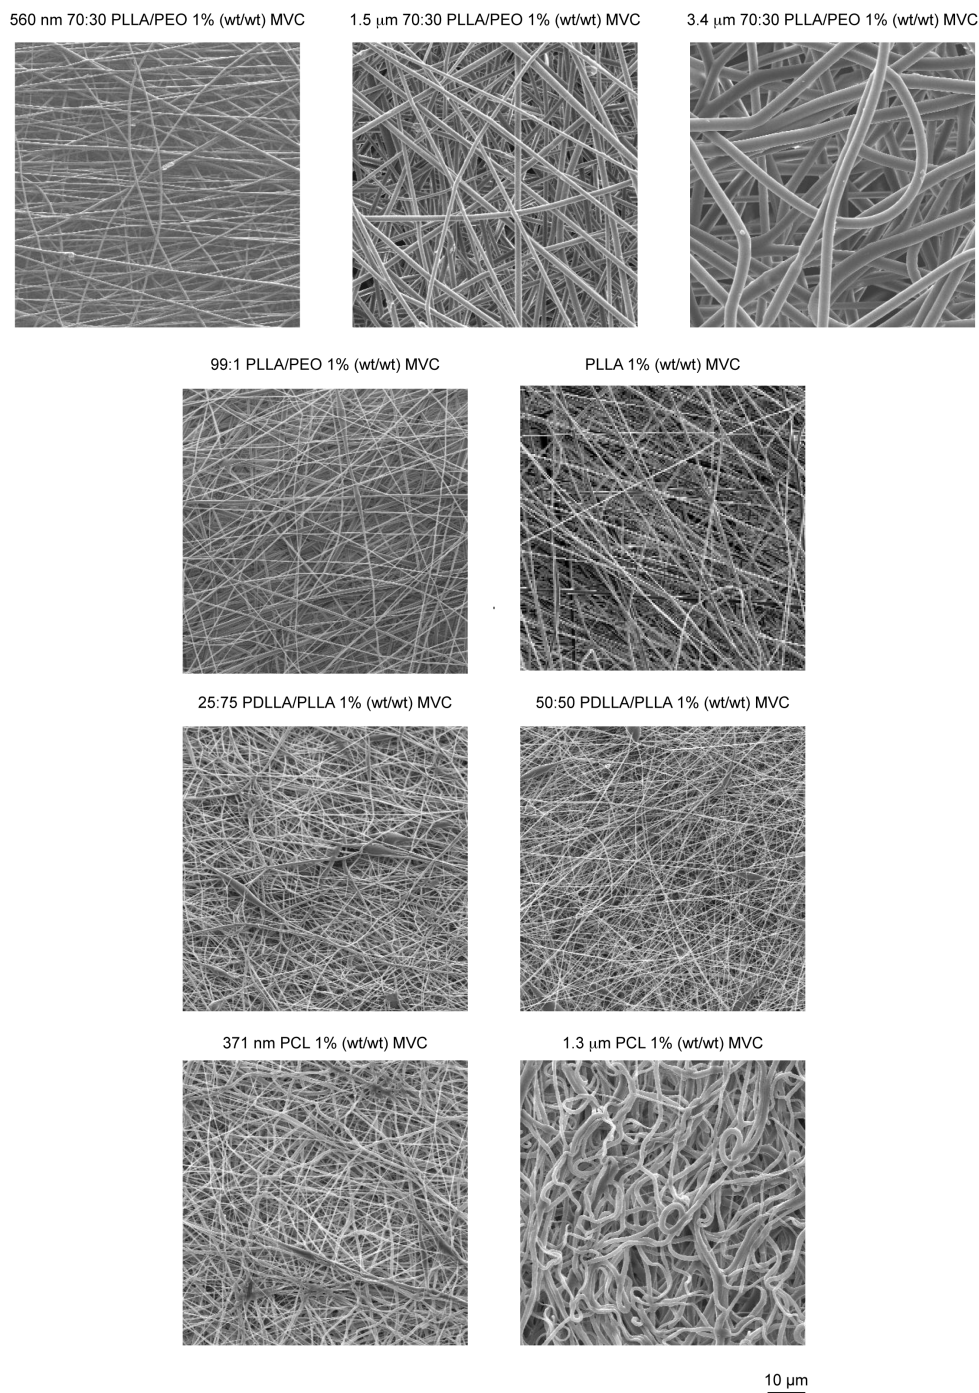 560 nm 70:30 PLLA/PEO 1% (wt/wt) MVC
1.5 μm 70:30 PLLA/PEO 1% (wt/wt) MVC
3.4 μm 70:30 PLLA/PEO 1% (wt/wt) MVC
99:1 PLLA/PEO 1% (wt/wt) MVC
PLLA 1% (wt/wt) MVC
25:75 PDLLA/PLLA 1% (wt/wt) MVC
50:50 PDLLA/PLLA 1% (wt/wt) MVC
371 nm PCL 1% (wt/wt) MVC
1.3 μm PCL 1% (wt/wt) MVC
10 μm